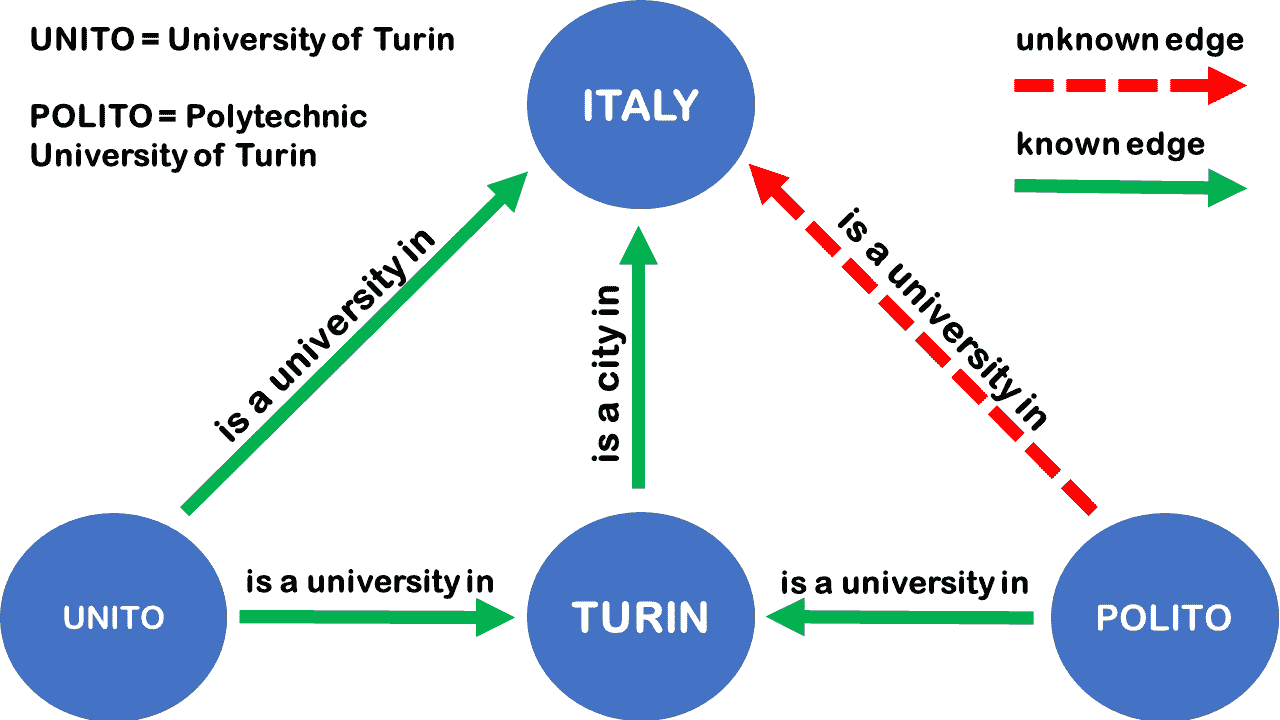 UNITO = University of Turin
POLITO = Polytechnic
University of Turin
ITALY
unknown edge
known edge
is a university in
is a city in
is a university in
is a university in
is a university in
UNITO
TURIN
POLITO